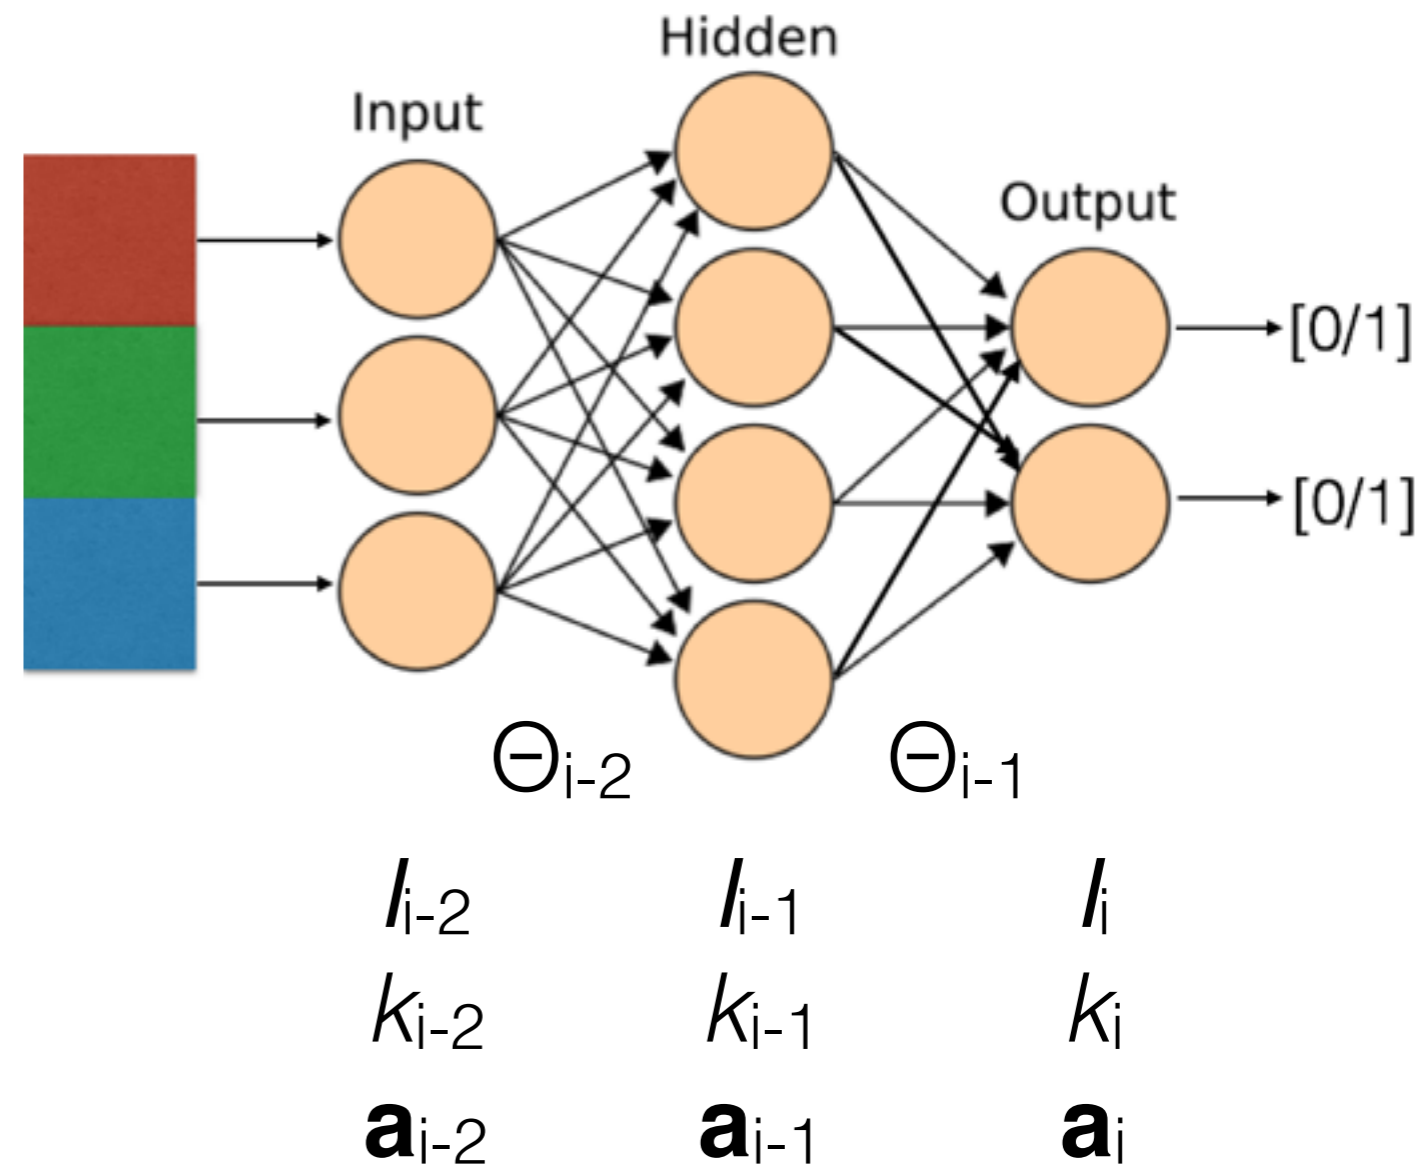 Hidden
Input
Output
[0/1]
[0/1]
Θi-2 Θi-1
li-2 li-1 li
ki-2 ki-1 ki
ai-2 ai-1 ai